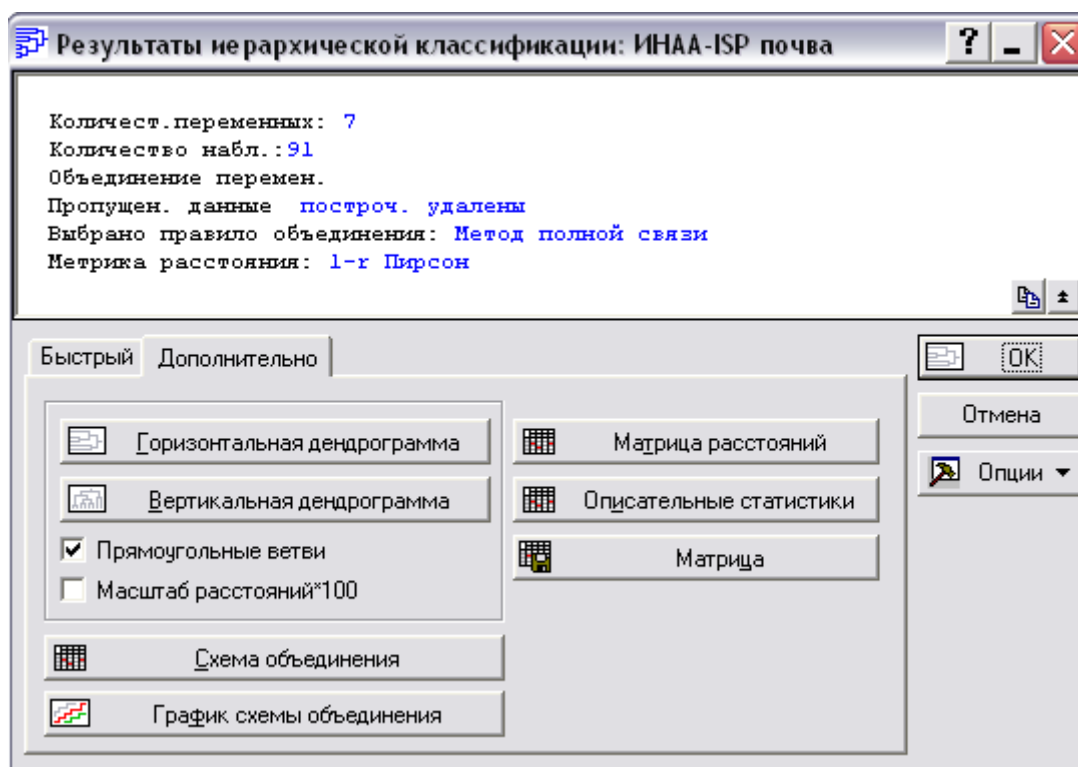 Результаты иерархической классификации: ИНАА-ISP почва
Количест.переменных: 7
Количество набл.:91
Объединение перемен.
Пропущен. данные построч. удалены
Выбрано правило объединения: Метод полной связи
Метрика расстояния: 1-r Пирсон
Быстрый
Дополнительно
OK
Отмена
Опции
Горизонтальная дендрограмма
Матрица расстояний
Вертикальная дендрограмма
Описательные статистики
Прямоугольные ветви
Матрица
Масштаб расстояний*100
Схема объединения
График схемы объединения